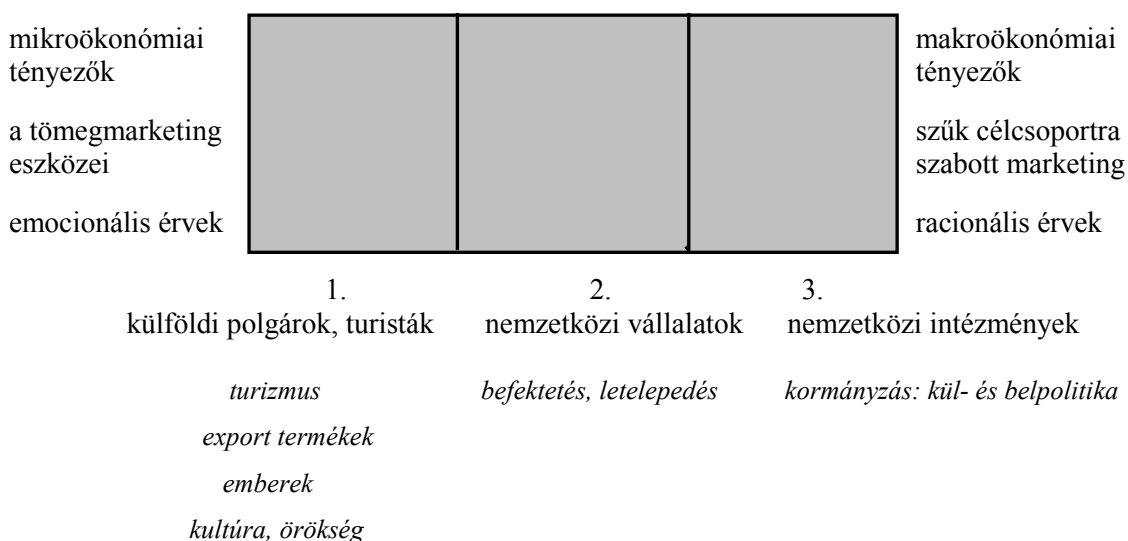 mikroökonómiai
tényezők
a tömegmarketing
eszközei
emocionális érvek
makroökonómiai
tényezők
szűk célcsoportra
szabott marketing
racionális érvek
1. 2. 3.
külföldi polgárok, turisták nemzetközi vállalatok nemzetközi intézmények
turizmus befektetés, letelepedés kormányzás: kül- és belpolitika
export termékek
emberek
kultúra, örökség